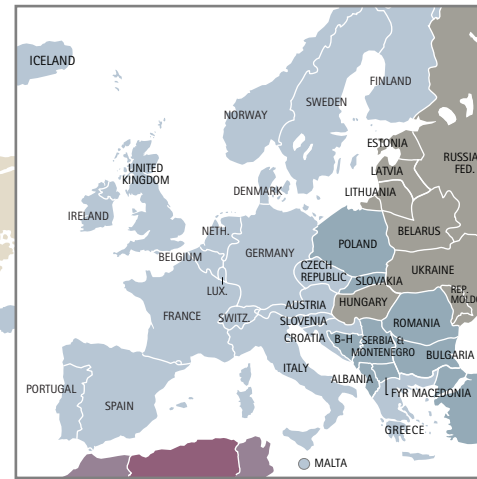 ICELAND
FINLAND
SWEDEN
NORWAY
ESTONIA
RUSSIA
FED.
LATVIA
UNITED
KINGDOM
DENMARK
LITHUANIA
IRELAND
NETH.
BELARUS
POLAND
GERMANY
BELGIUM
CZECH
REPUBLIC
UKRAINE
SLOVAKIA
LUX.
REP.
MOLDO
AUSTRIA
HUNGARY
FRANCE
SWITZ.
SLOVENIA
ROMANIA
CROATIA
B-H
SERBIA &
MONTENEGRO
ITALY
BULGARIA
ALBANIA
PORTUGAL
FYR MACEDONIA
SPAIN
GREECE
MALTA